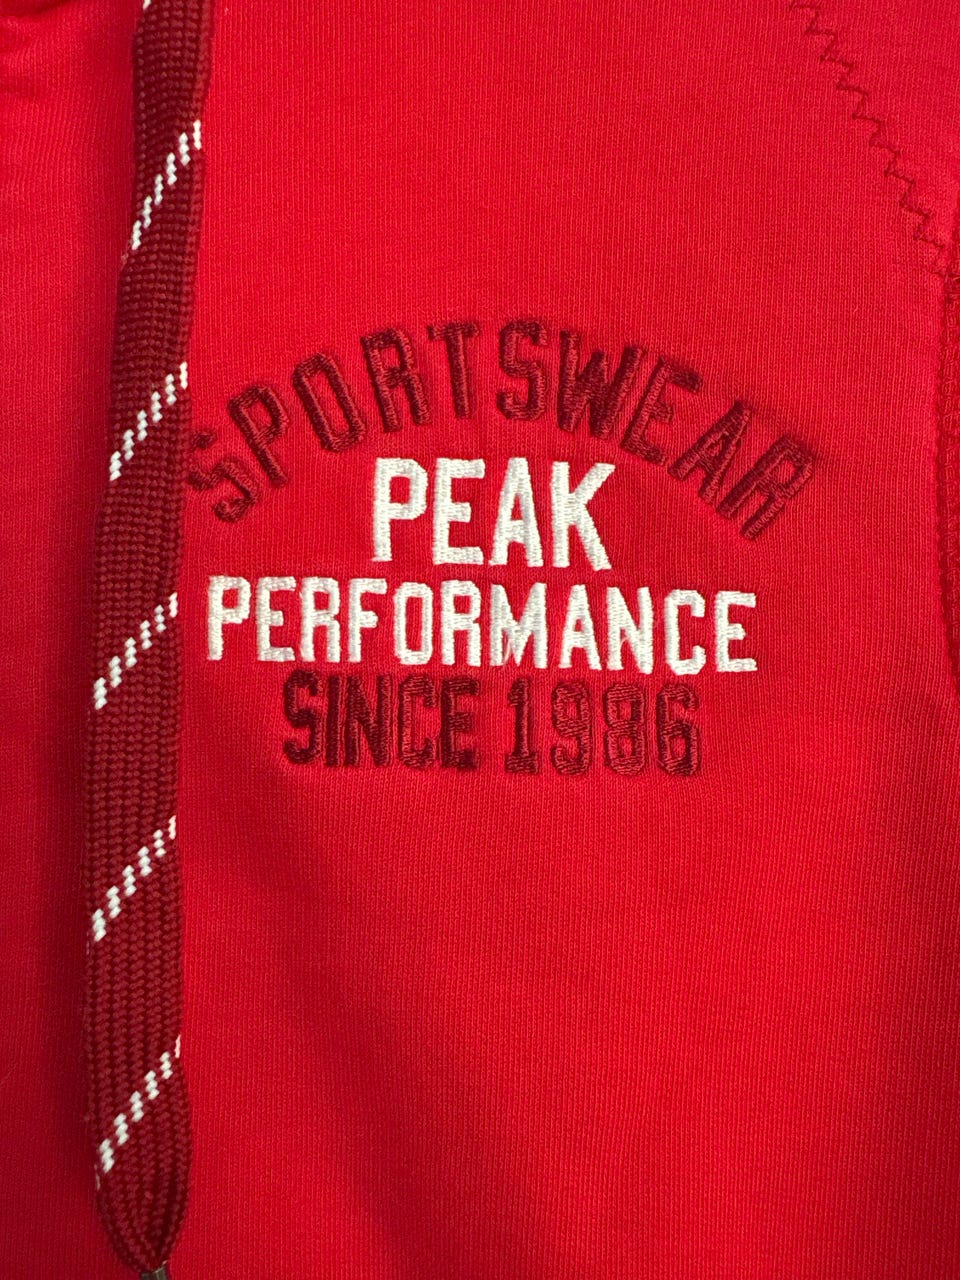 SPORTSWEAR
PEAK
PERFORMANCE
SINCE 1986